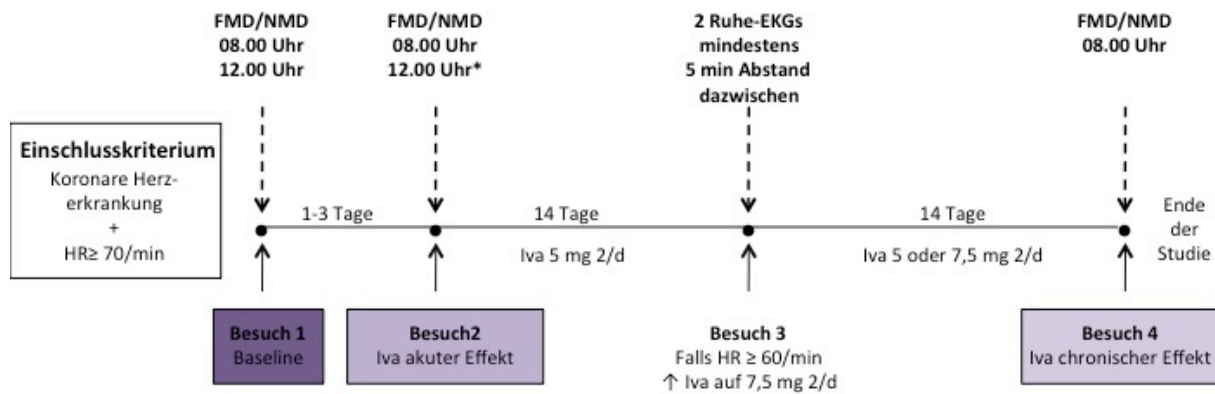 FMD/NMD
08.00 Uhr
12.00 Uhr
FMD/NMD
08.00 Uhr
12.00 Uhr*
2 Ruhe-EKGs
mindestens
5 min Abstand
dazwischen
FMD/NMD
08.00 Uhr
Einschlusskriterium
Koronare Herz-
erkrankung
+
HR≥ 70/min
1-3 Tage
14 Tage
14 Tage
Iva 5 mg 2/d
Iva 5 oder 7,5 mg 2/d
Ende
der
Studie
Besuch 1
Baseline
Besuch2
Iva akuter Effekt
Besuch 3
Falls HR ≥ 60/min
↑ Iva auf 7,5 mg 2/d
Besuch 4
Iva chronischer Effekt